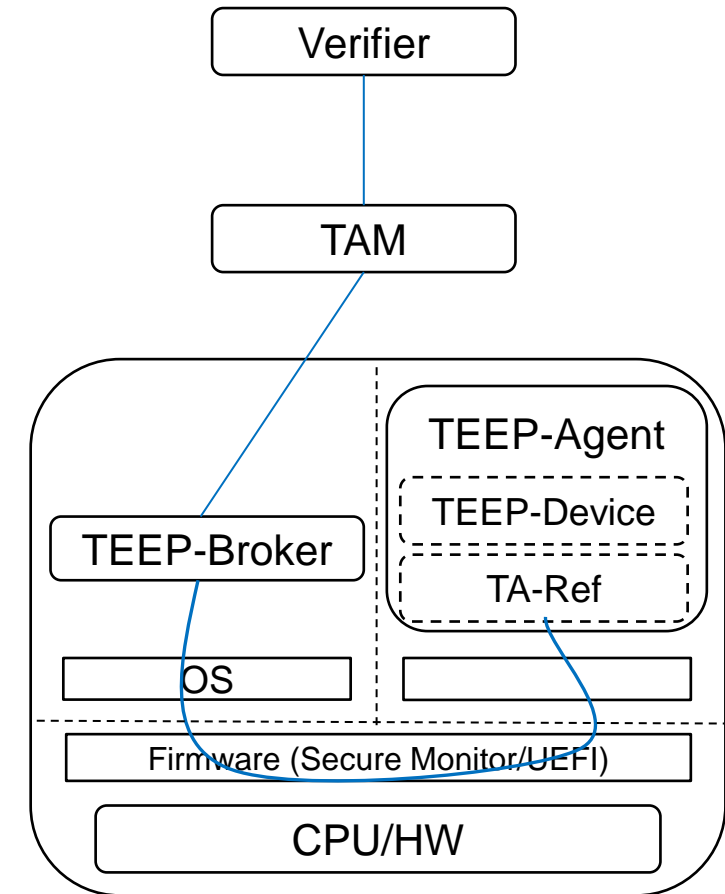 Verifier
TAM
TEEP-Agent
TEEP-Device
TEEP-Broker
TA-Ref
OS
Firmware (Secure Monitor/UEFI)
CPU/HW